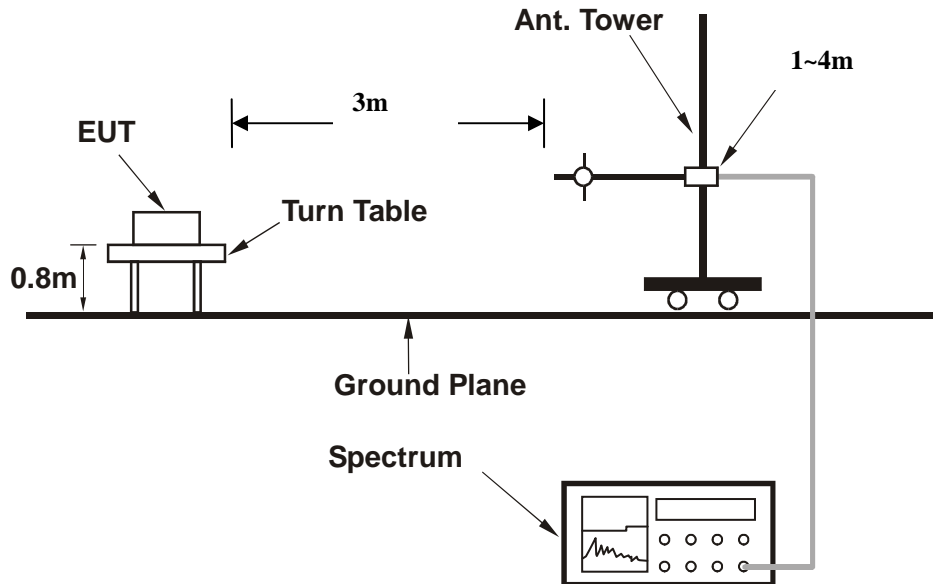 Ant. Tower
1~4m
3m
EUT
Turn Table
0.8m
Ground Plane
Spectrum